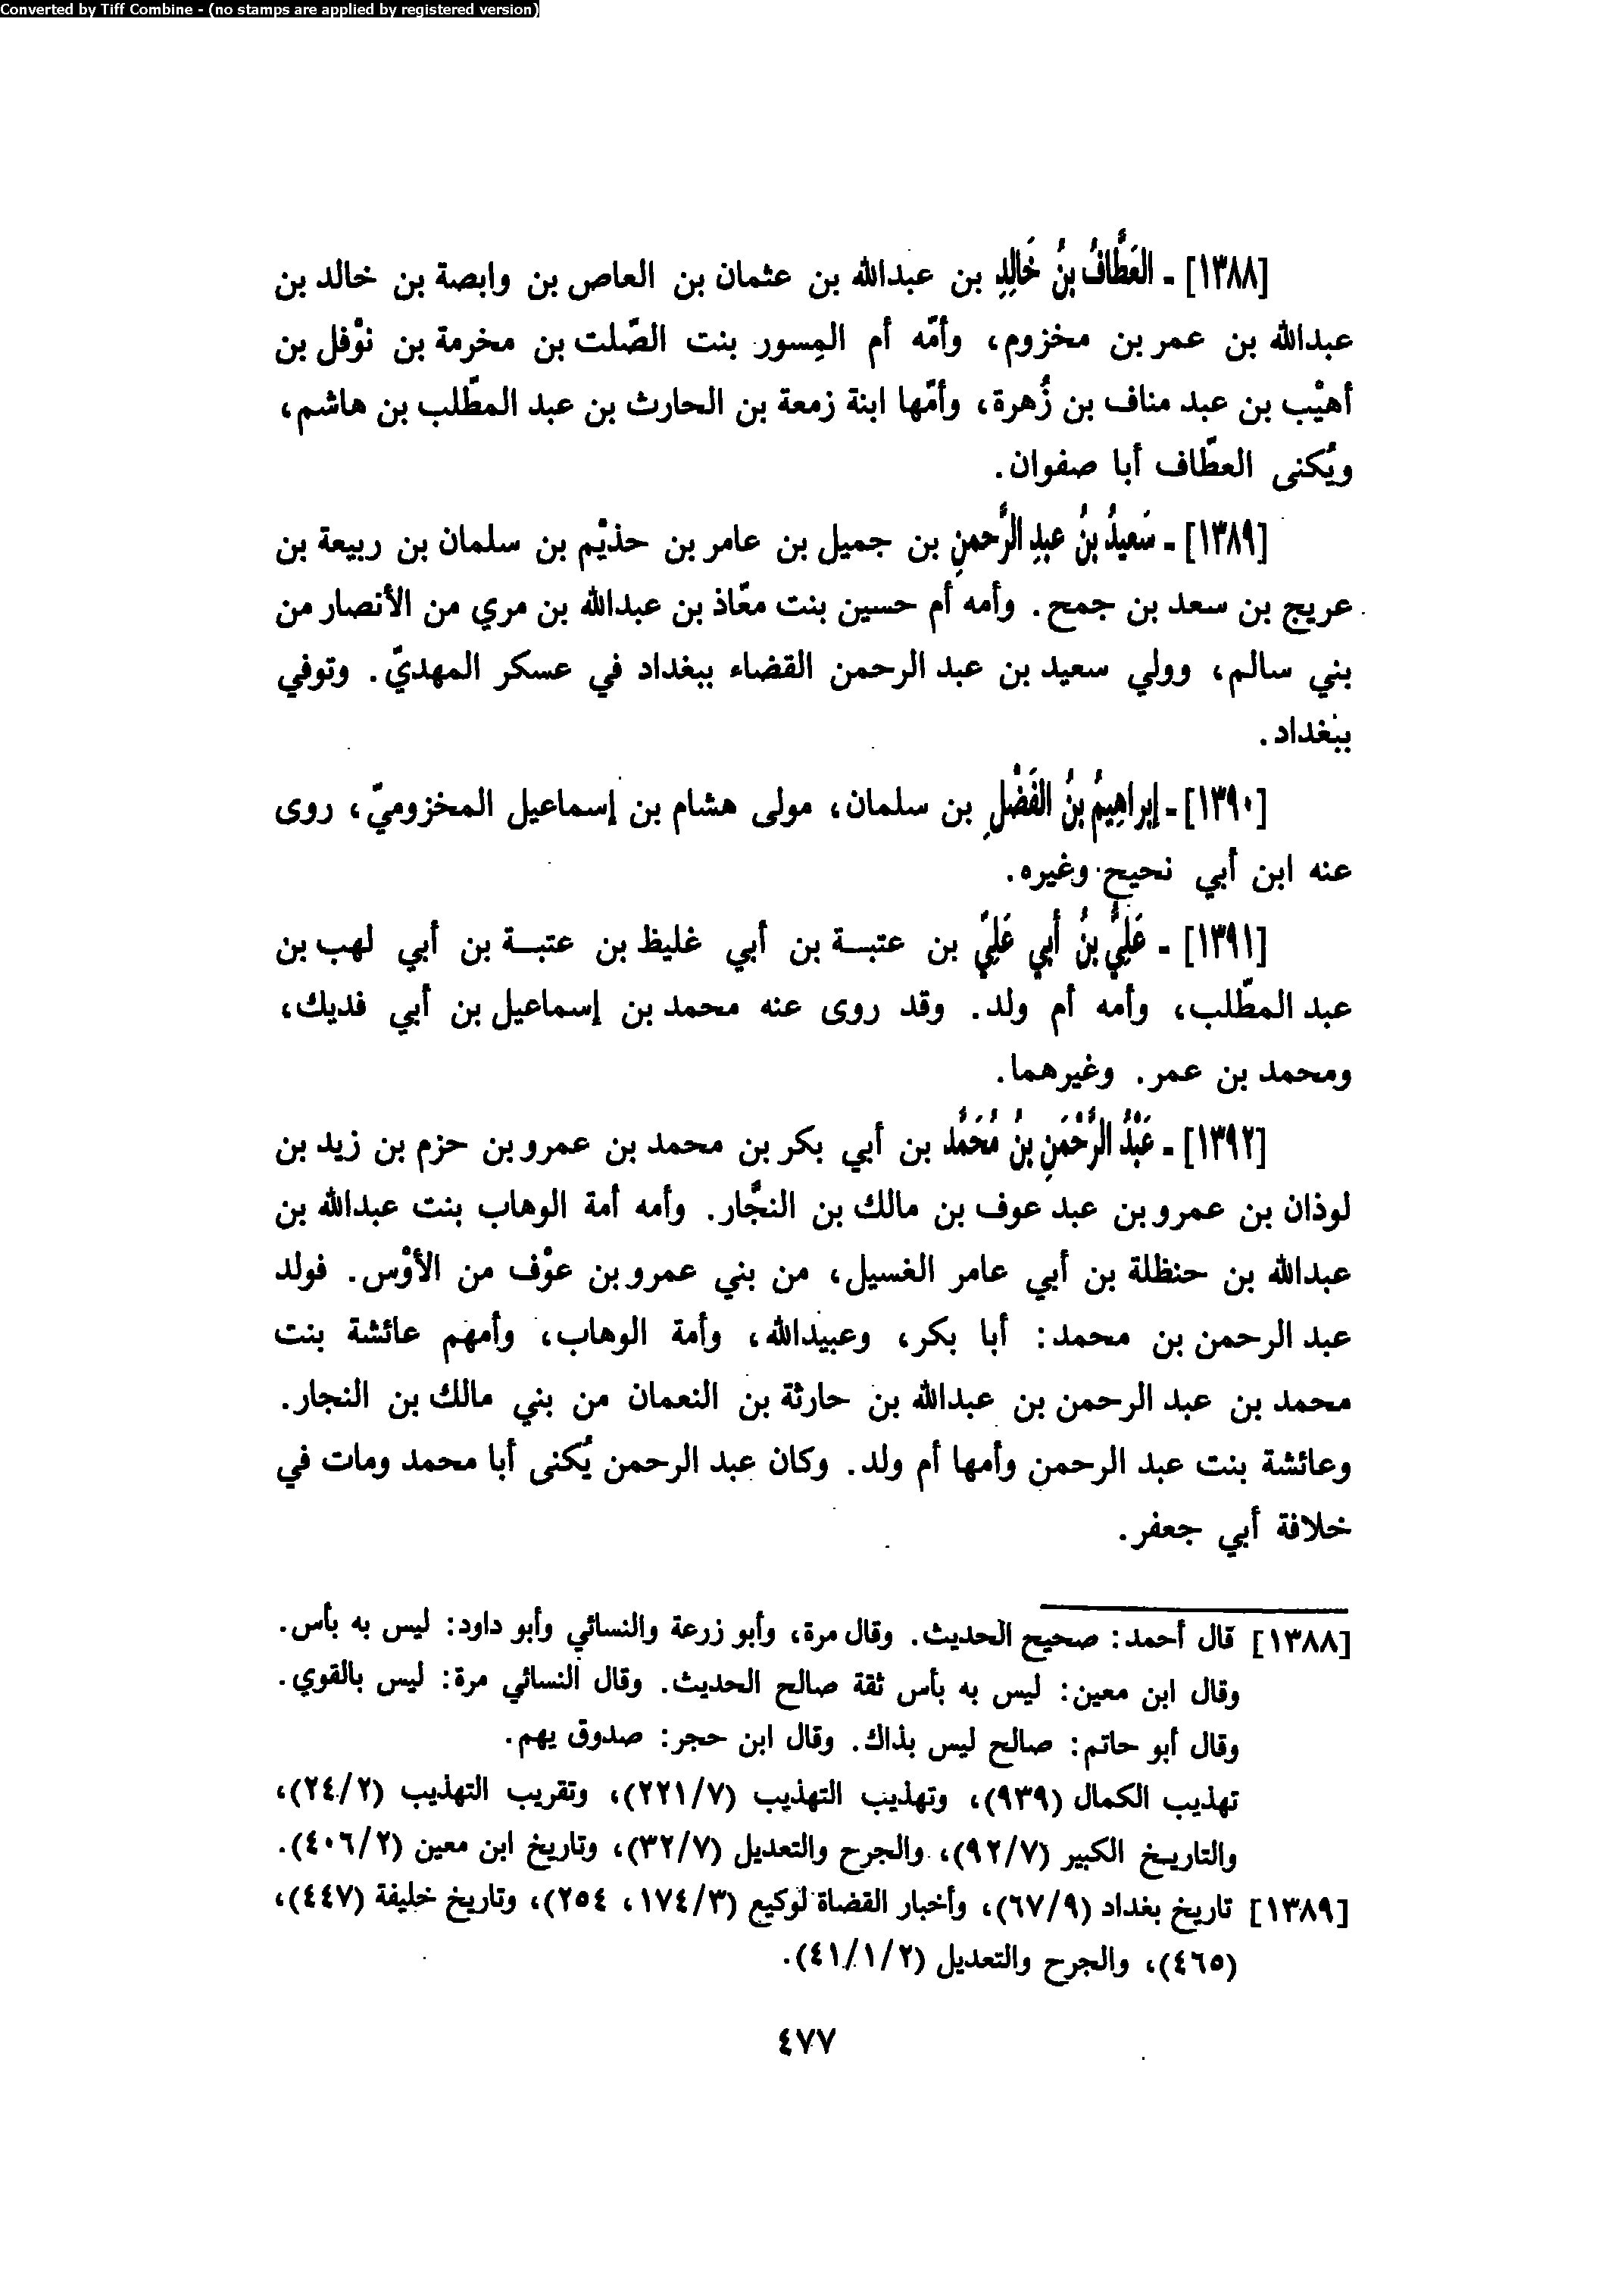 Converted by Tiff Combine - (no stamps are applied by registered version)
[١٣٨٨] ـ العَطَّافُ بنُ خَالِدِ بن عبدالله بن عثمان بن العاص بن وابصة بن خالد بن
عبدالله بن عمر بن مخزوم، وأمّه أم المِسور بنت الصّلت بن مخرمة بن نوْفل بن
أهيْب بن عبد مناف بن زُهرة، وأمّها ابنة زمعة بن الحارث بن عبد المطّلب بن هاشم،
ويُكنى العطّاف أبا صفوان.
[١٣٨٩] ـ سَعيدُ بنُ عبدِ الرَّحمنِ بن جميل بن عامر بن حذيْم بن سلمان بن ربيعة بن
عريج بن سعد بن جمح. وأمه أم حسين بنت معّاذ بن عبدالله بن مري من الأنصار من
بني سالم، وولي سعيد بن عبد الرحمن القضاء ببغداد في عسكر المهديّ. وتوفي
ببغداد.
[١٣٩٠] ـ إبراهِيمُ بنُ الفَضْلِ بن سلمان، مولى هشام بن إسماعيل المخزوميّ، روى
عنه ابن أبي نحيح وغيره.
[١٣٩١] ـ عَليُّ بنُ أَبي عَليِّ بن عتبـة بن أبي غليظ بن عتبـة بن أبي لهب بن
عبد المطّلب، وأمه أم ولد. وقد روى عنه محمد بن إسماعيل بن أبي فديك،
ومحمد بن عمر. وغيرهما.
[١٣٩٢] ـ عَبْدُ الرَّحْمَنِ بنُ مُحَمَّد بن أبي بكر بن محمد بن عمرو بن حزم بن زيد بن
لوذان بن عمرو بن عبد عوف بن مالك بن النجَّار. وأمه أمة الوهاب بنت عبدالله بن
عبدالله بن حنظلة بن أبي عامر الغسيل، من بني عمرو بن عوْف من الأوْس. فولد
عبد الرحمن بن محمد: أبا بكر، وعبيدالله، وأمة الوهاب، وأمهم عائشة بنت
محمد بن عبد الرحمن بن عبدالله بن حارثة بن النعمان من بني مالك بن النجار.
وعائشة بنت عبد الرحمن وأمها أم ولد. وكان عبد الرحمن يُكنى أبا محمد ومات في
خلافة أبي جعفر.
[١٣٨٨] قال أحمد: صحيح الحديث. وقال مرة، وأبو زرعة والنسائي وأبو داود: ليس به بأس.
وقال ابن معين: ليس به بأس ثقة صالح الحديث. وقال النسائي مرة: ليس بالقوي.
وقال أبو حاتم: صالح ليس بذاك. وقال ابن حجر: صدوق يهم.
تهذيب الكمال (٩٣٩)، وتهذيب التهذيب (٢٢١/٧)، وتقريب التهذيب (٢٤/٢)،
والتاريخ الكبير (٩٢/٧)، والجرح والتعديل (٣٢/٧)، وتاريخ ابن معين (٤٠٦/٢).
[١٣٨٩] تاريخ بغداد (٦٧/٩)، وأخبار القضاة لوكيع (١٧٤/٣، ٢٥٤)، وتاريخ خليفة (٤٤٧)،
(٤٦٥)، والجرح والتعديل (٤١/١/٢).
٤٧٧